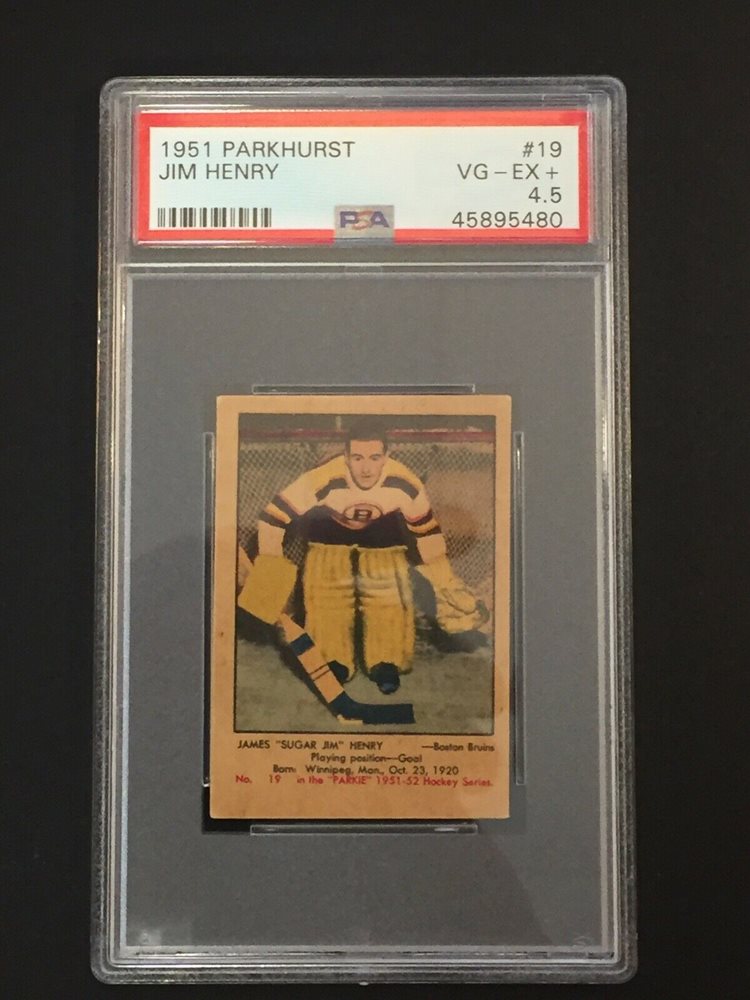 1951 PARKHURST #19
JIM HENRY VG-EX+
4.5
PSA 45895480
B
JAMES "SUGAR JIM" HENRY —Boston Bruins
Playing position—Goal
Born: Winnipeg, Man., Oct. 23, 1920
No. 19 in the "PARKIE" 1951-52 Hockey Series.